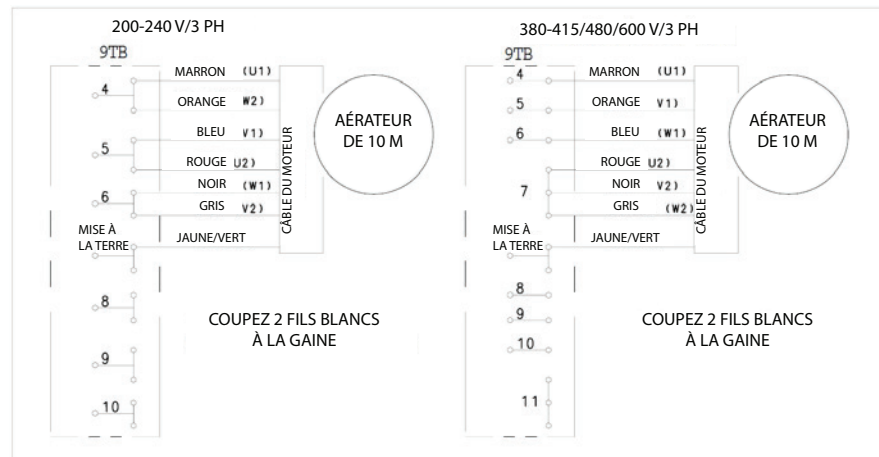 200-240 V/3 PH
9TB
4
MARRON (U1)
ORANGE W2)
5
BLEU V1)
ROUGE U2)
6
NOIR (W1)
GRIS V2)
MISE À
LA TERRE
JAUNE/VERT
CÂBLE DU MOTEUR
AÉRATEUR
DE 10 M
8
9
10
COUPEZ 2 FILS BLANCS
À LA GAINE
380-415/480/600 V/3 PH
9TB
4
MARRON (U1)
5
ORANGE V1)
6
BLEU (W1)
ROUGE U2)
7
NOIR V2)
GRIS (W2)
MISE À
LA TERRE
JAUNE/VERT
CÂBLE DU MOTEUR
AÉRATEUR
DE 10 M
8
9
10
11
COUPEZ 2 FILS BLANCS
À LA GAINE